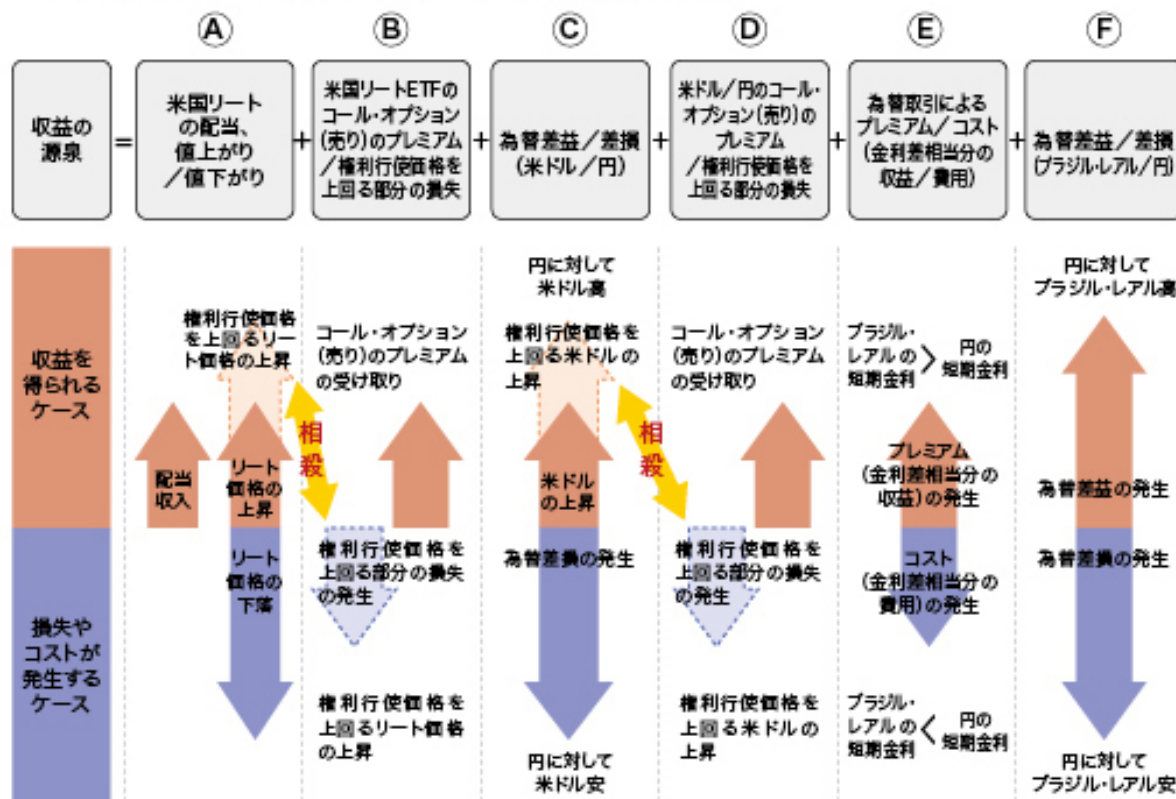 A
B
C
D
E
F
収益の
源泉
=
米国リート
の配当、
値上がり
／値下がり
+
米国リートETFの
コール・オプション
(売り)のプレミアム
／権利行使価格を
上回る部分の損失
+
為替差益／差損
(米ドル／円)
+
米ドル／円のコール・
オプション(売り)の
プレミアム
／権利行使価格を
上回る部分の損失
+
為替取引による
プレミアム／コスト
(金利差相当分の
収益／費用)
+
為替差益／差損
(ブラジル・レアル／円)
収益を
得られる
ケース
権利行使価格
を上回るリー
ト価格の上昇
配当
収入
リート
価格の
上昇
相
殺
コール・オプション
(売り)のプレミアム
の受け取り
円に対して
米ドル高
権利行使価格を
上回る米ドルの
上昇
米ドル
の上昇
相
殺
コール・オプション
(売り)のプレミアム
の受け取り
ブラジル・
レアルの
短期金利
>
円の
短期金利
プレミアム
(金利差相当分の
収益)の発生
円に対して
ブラジル・レアル高
為替差益の発生
損失や
コストが
発生する
ケース
リート
価格の
下落
権利行使価格を
上回る部分の損失
の発生
権利行使価格を
上回るリート価格
の上昇
為替差損の発生
円に対して
米ドル安
権利行使価格を
上回る部分の損失
の発生
権利行使価格を
上回る米ドルの
上昇
コスト
(金利差相当分の
費用)の発生
ブラジル・
レアルの
短期金利
<
円の
短期金利
為替差損の発生
円に対して
ブラジル・レアル安